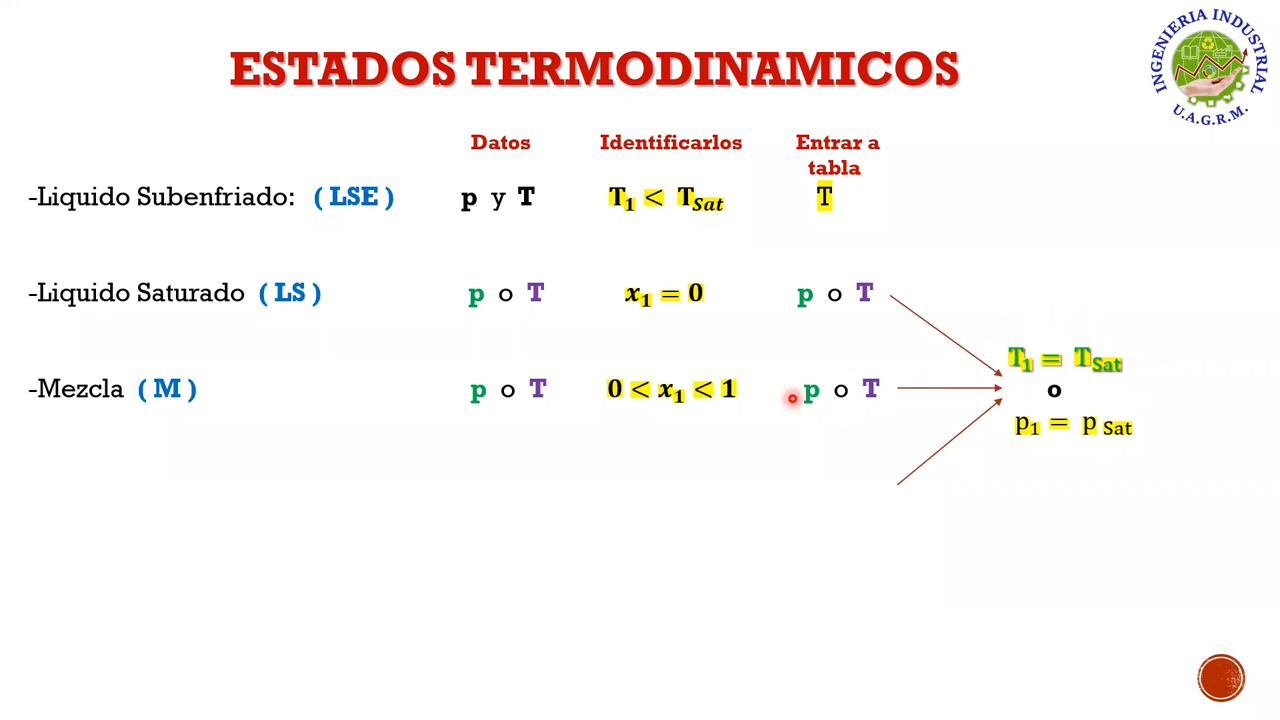 ESTADOS TERMODINAMICOS
INGENIERIA INDUSTRIAL
U.A.G.R.M.
Datos Identificarlos Entrar a tabla
-Liquido Subenfriado: ( LSE ) p y T T₁ < T_Sat T
-Liquido Saturado ( LS ) p o T x₁ = 0 p o T
T₁ = T_Sat
-Mezcla ( M ) p o T 0 < x₁ < 1 p o T o
p₁ = p_Sat